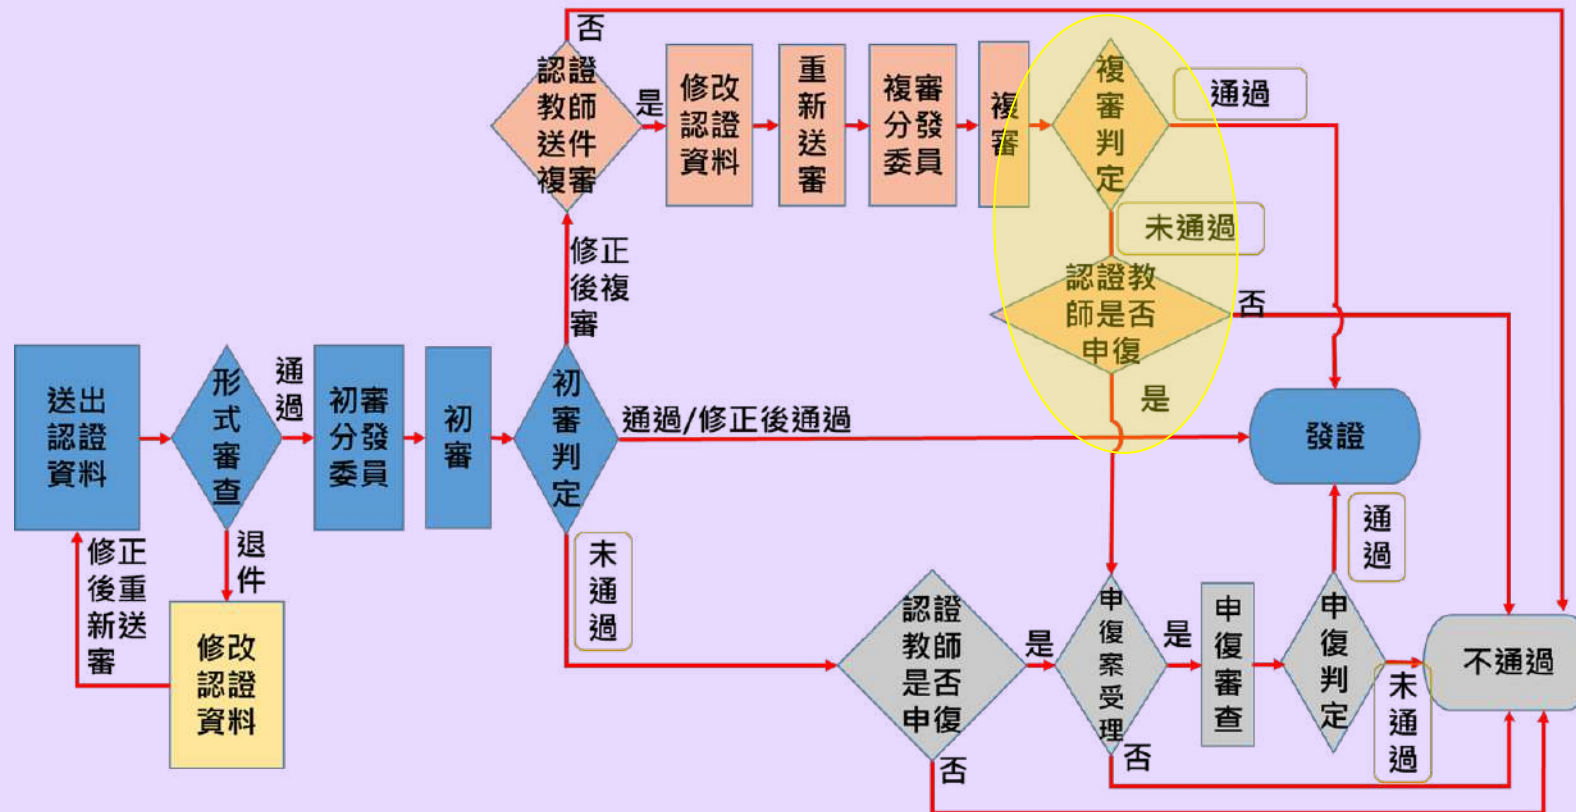 否
認證
教師
送件
複審
是
修改
認證
資料
重
新
送
審
複審
分發
委員
複
審
複
審
判
定
通過
未通過
認證教
師是否
申復
否
是
修正
後複
審
送出
認證
資料
形
式
審
查
通
過
初審
分發
委員
初
審
初
審
判
定
通過/修正後通過
發證
退
件
修正
後重
新送
審
修改
認證
資料
未
通
過
認證
教師
是否
申復
是
否
申
復
案
受
理
是
否
申
復
審
查
申
復
判
定
通
過
未
通
過
不通過